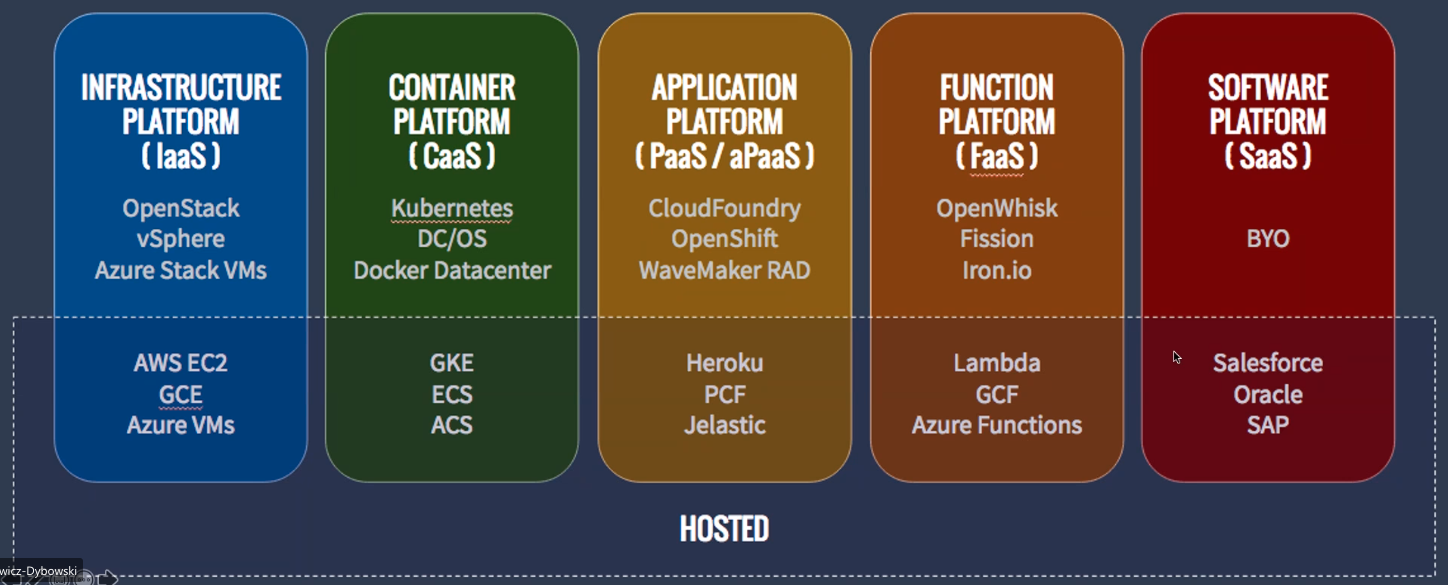 INFRASTRUCTURE
PLATFORM
( IaaS )
OpenStack
vSphere
Azure Stack VMs
AWS EC2
GCE
Azure VMs
CONTAINER
PLATFORM
( CaaS )
Kubernetes
DC/OS
Docker Datacenter
GKE
ECS
ACS
APPLICATION
PLATFORM
( PaaS / aPaaS )
CloudFoundry
OpenShift
WaveMaker RAD
Heroku
PCF
Jelastic
FUNCTION
PLATFORM
( FaaS )
OpenWhisk
Fission
Iron.io
Lambda
GCF
Azure Functions
SOFTWARE
PLATFORM
( SaaS )
BYO
Salesforce
Oracle
SAP
HOSTED
wicz-Dybowski